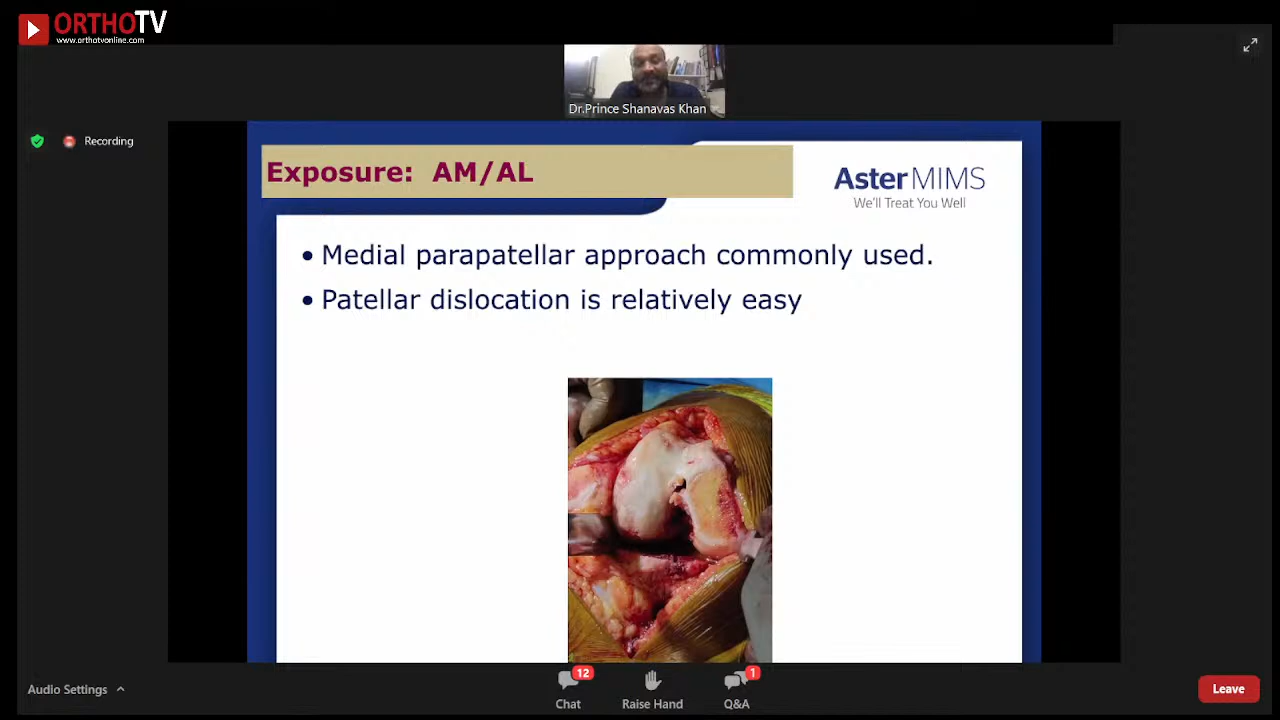 ORTHOTV
www.orthotvonline.com
Dr.Prince Shanavas Khan
Recording
Exposure: AM/AL
Aster MIMS
We'll Treat You Well
• Medial parapatellar approach commonly used.
• Patellar dislocation is relatively easy
Audio Settings
12
Chat
Raise Hand
1
Q&A
Leave